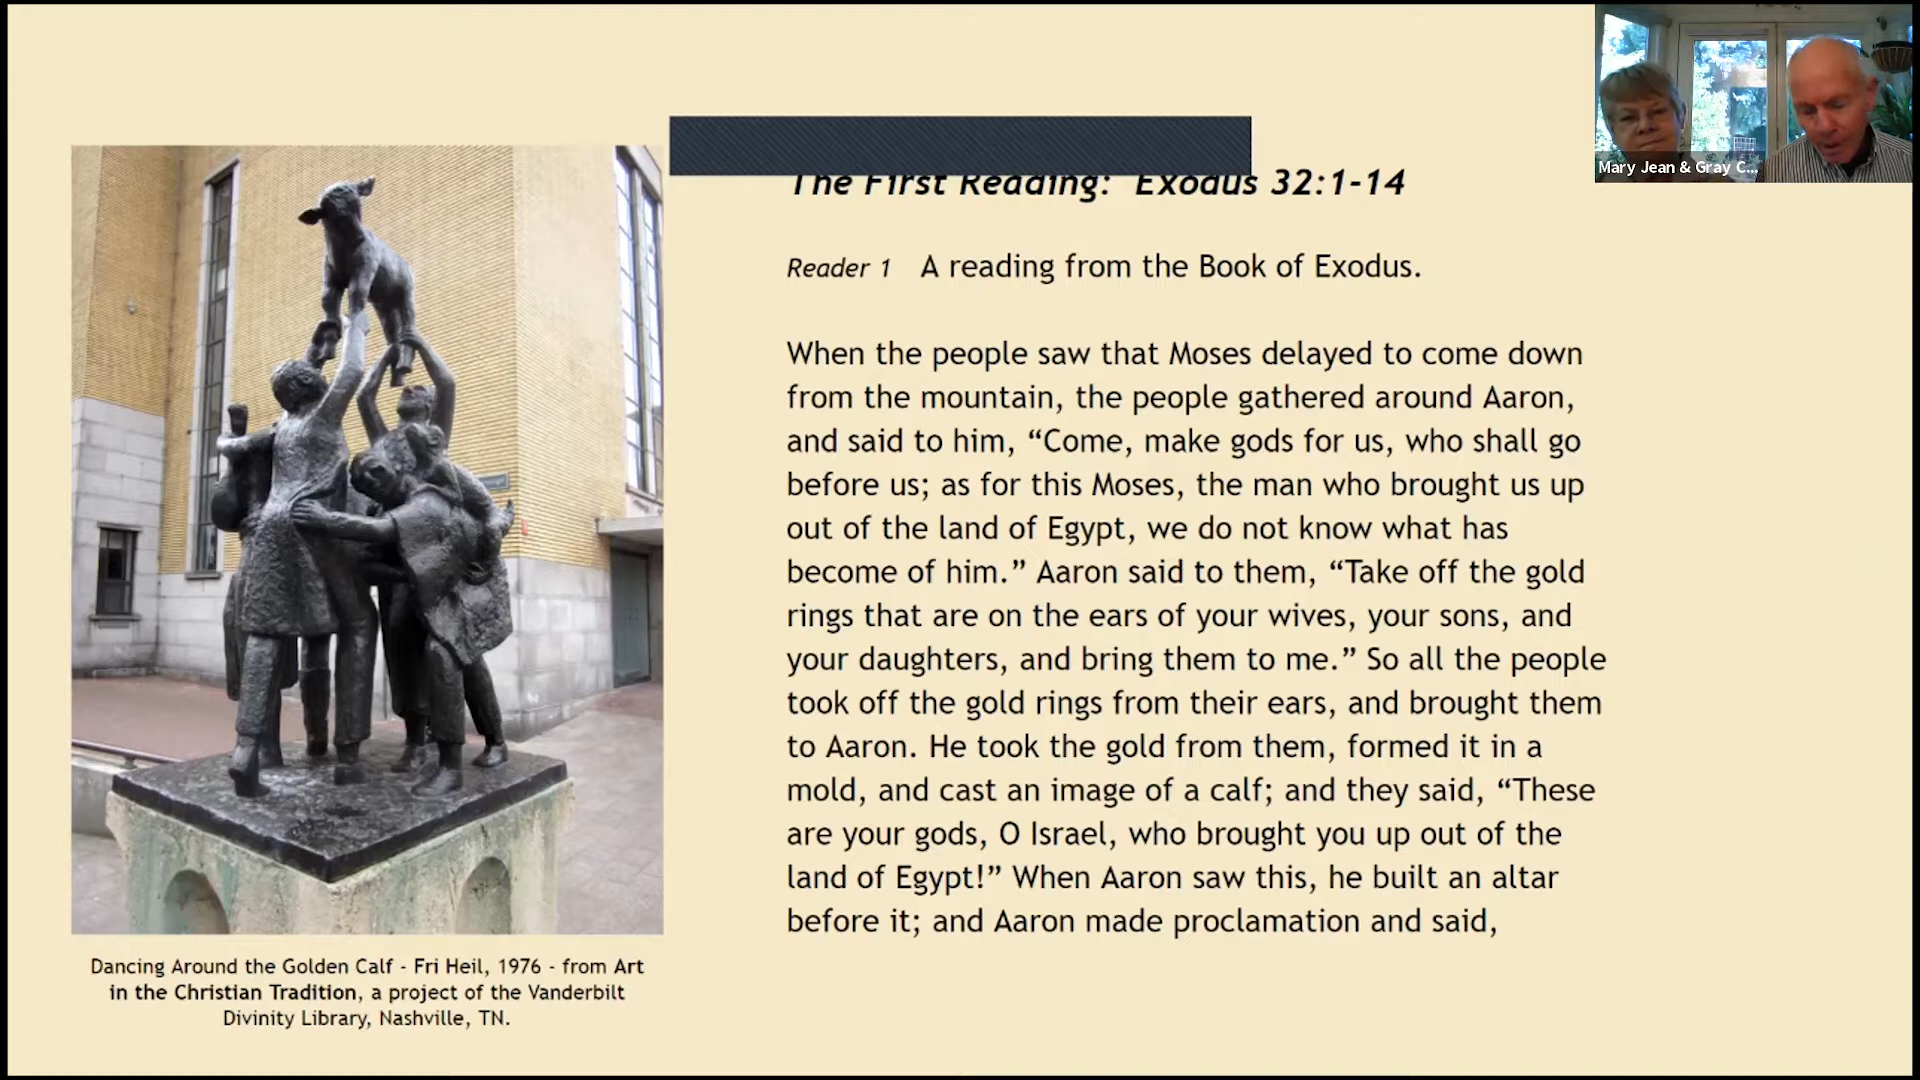 The First Reading: Exodus 32:1-14
Reader 1 A reading from the Book of Exodus.
When the people saw that Moses delayed to come down
from the mountain, the people gathered around Aaron,
and said to him, “Come, make gods for us, who shall go
before us; as for this Moses, the man who brought us up
out of the land of Egypt, we do not know what has
become of him.” Aaron said to them, “Take off the gold
rings that are on the ears of your wives, your sons, and
your daughters, and bring them to me.” So all the people
took off the gold rings from their ears, and brought them
to Aaron. He took the gold from them, formed it in a
mold, and cast an image of a calf; and they said, “These
are your gods, O Israel, who brought you up out of the
land of Egypt!” When Aaron saw this, he built an altar
before it; and Aaron made proclamation and said,
Dancing Around the Golden Calf - Fri Heil, 1976 - from Art
in the Christian Tradition, a project of the Vanderbilt
Divinity Library, Nashville, TN.
Mary Jean & Gray C...